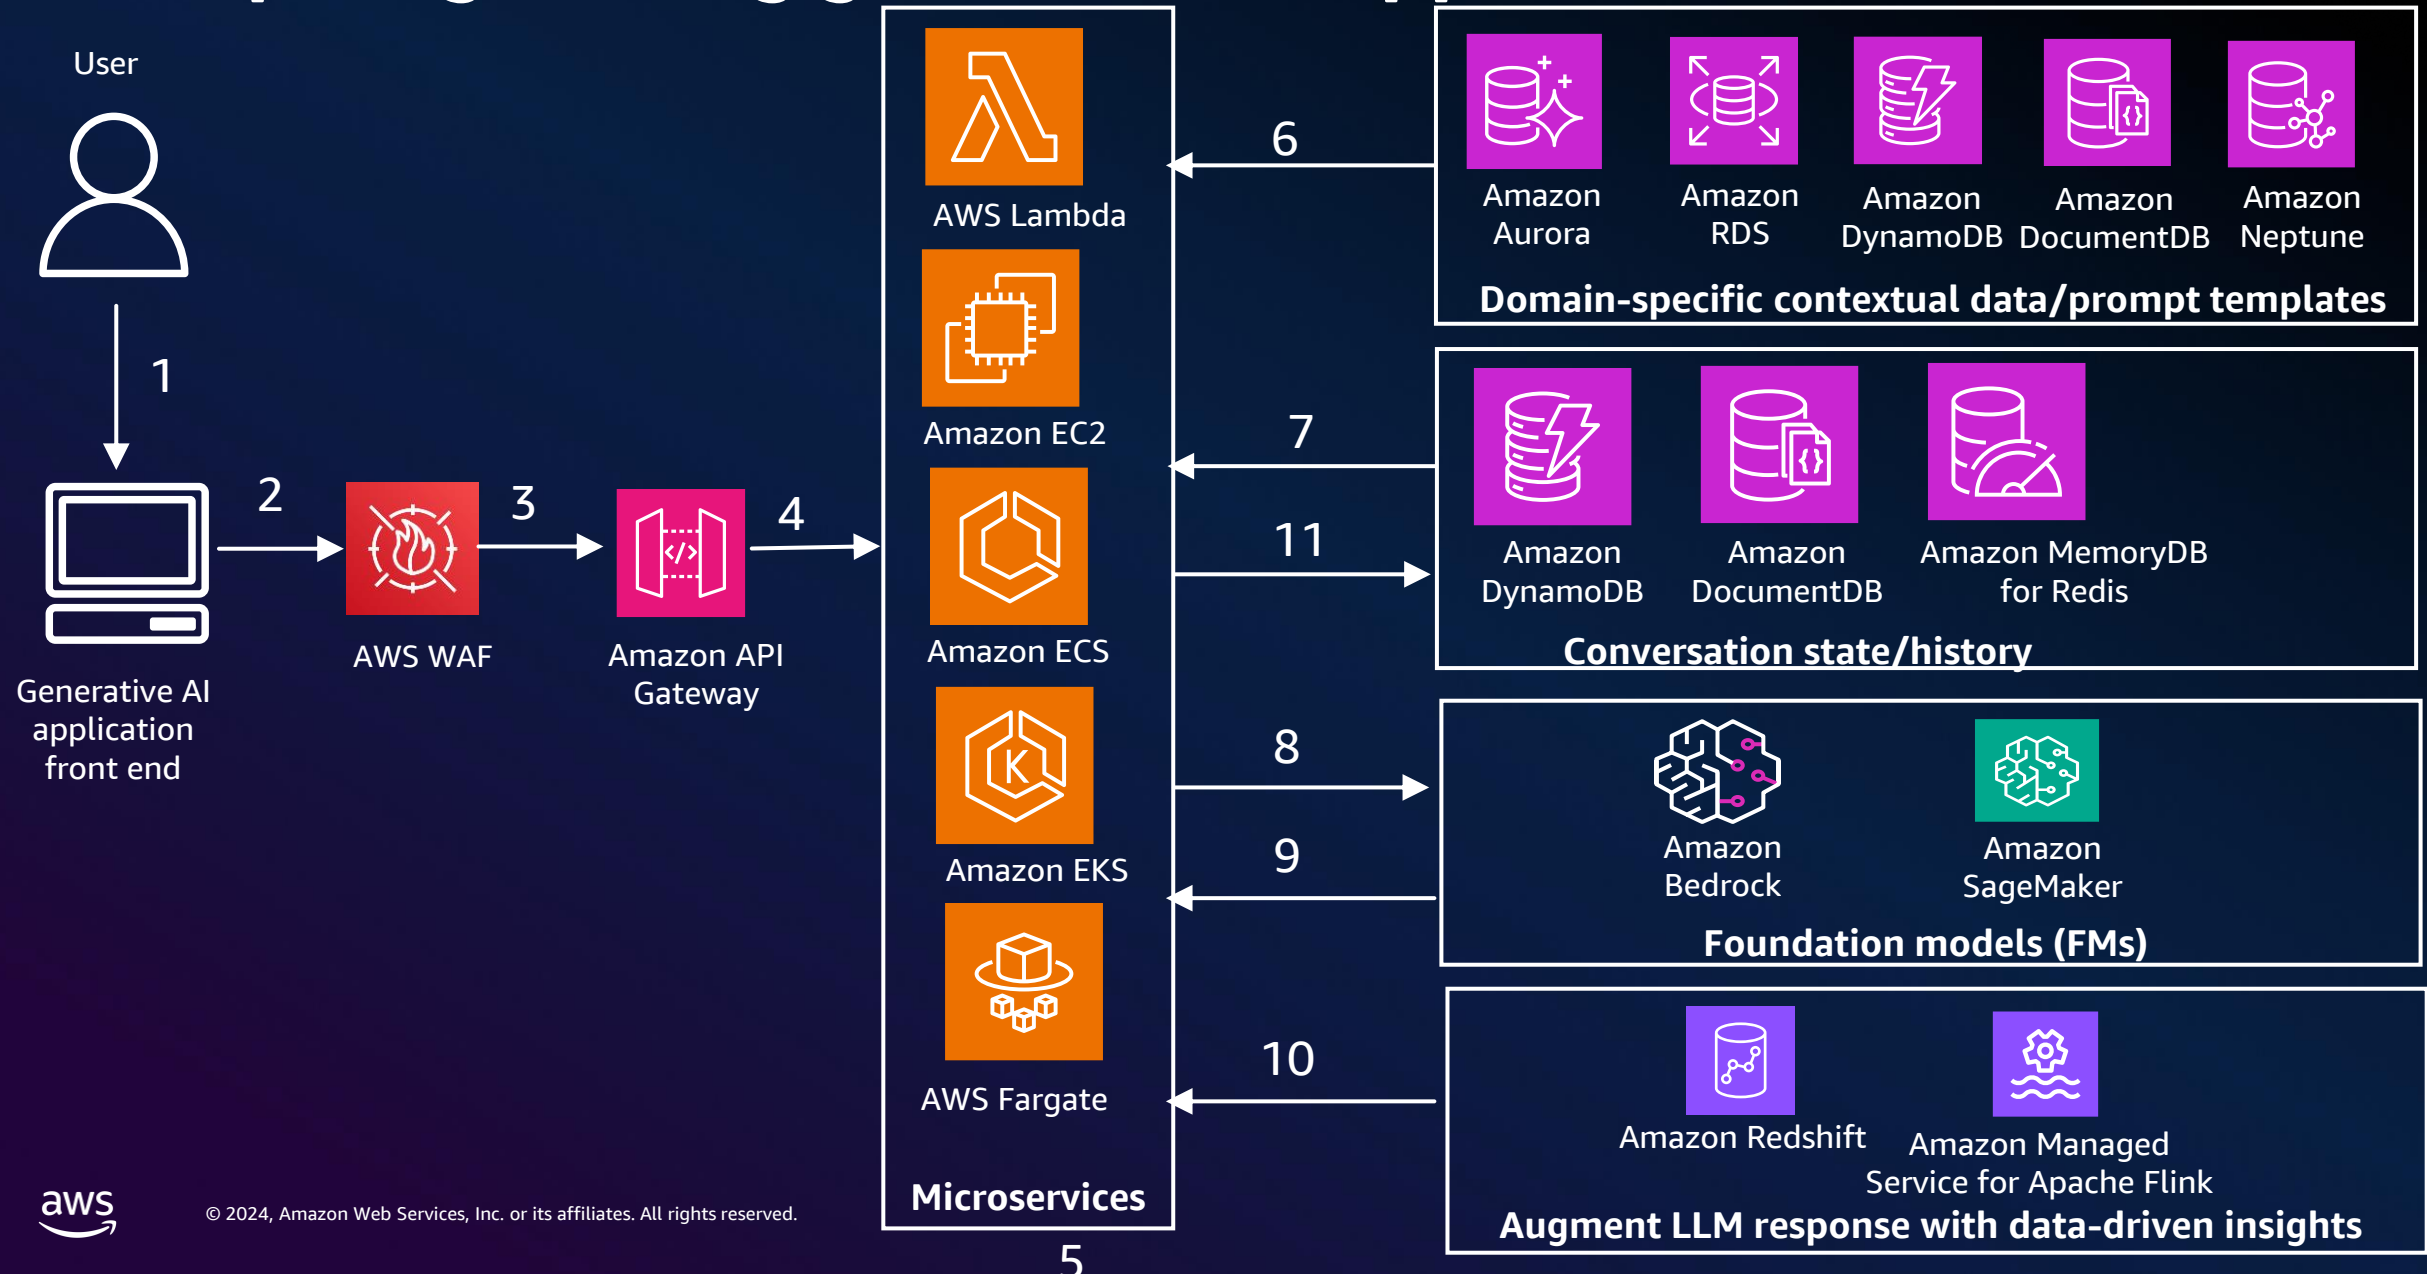 User
1
Generative AI
application
front end
2
AWS WAF
3
Amazon API
Gateway
4
AWS Lambda
Amazon EC2
Amazon ECS
Amazon EKS
K
AWS Fargate
Microservices
5
6
Amazon
Aurora
Amazon
RDS
Amazon
DynamoDB
Amazon
DocumentDB
Amazon
Neptune
Domain-specific contextual data/prompt templates
7
11
Amazon
DynamoDB
Amazon
DocumentDB
Amazon MemoryDB
for Redis
Conversation state/history
8
9
Amazon
Bedrock
Amazon
SageMaker
Foundation models (FMs)
10
Amazon Redshift
Amazon Managed
Service for Apache Flink
Augment LLM response with data-driven insights
aws
© 2024, Amazon Web Services, Inc. or its affiliates. All rights reserved.